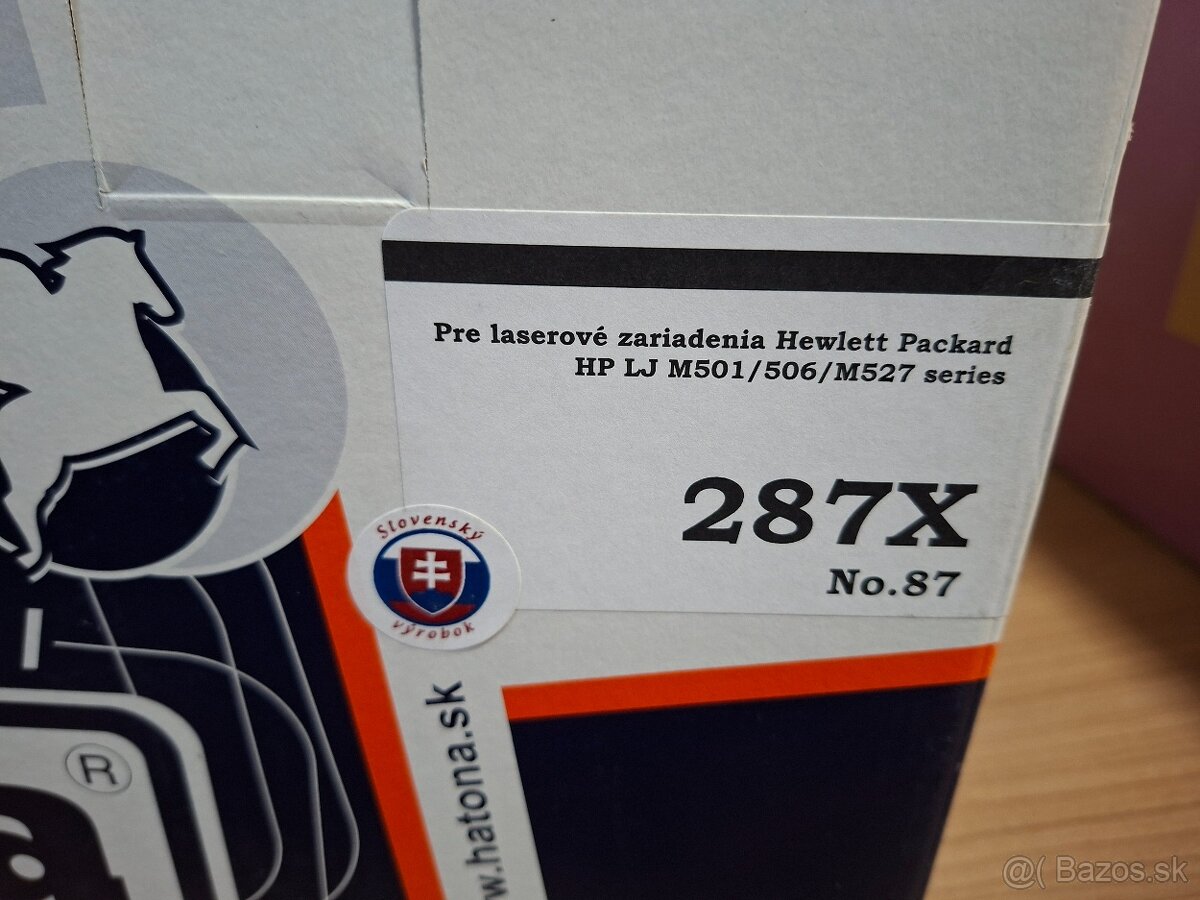 Pre laserové zariadenia Hewlett Packard
HP LJ M501/506/M527 series
287X
No.87
Slovenský
výrobok
w.hatona.sk
R
a
@( Bazos.sk